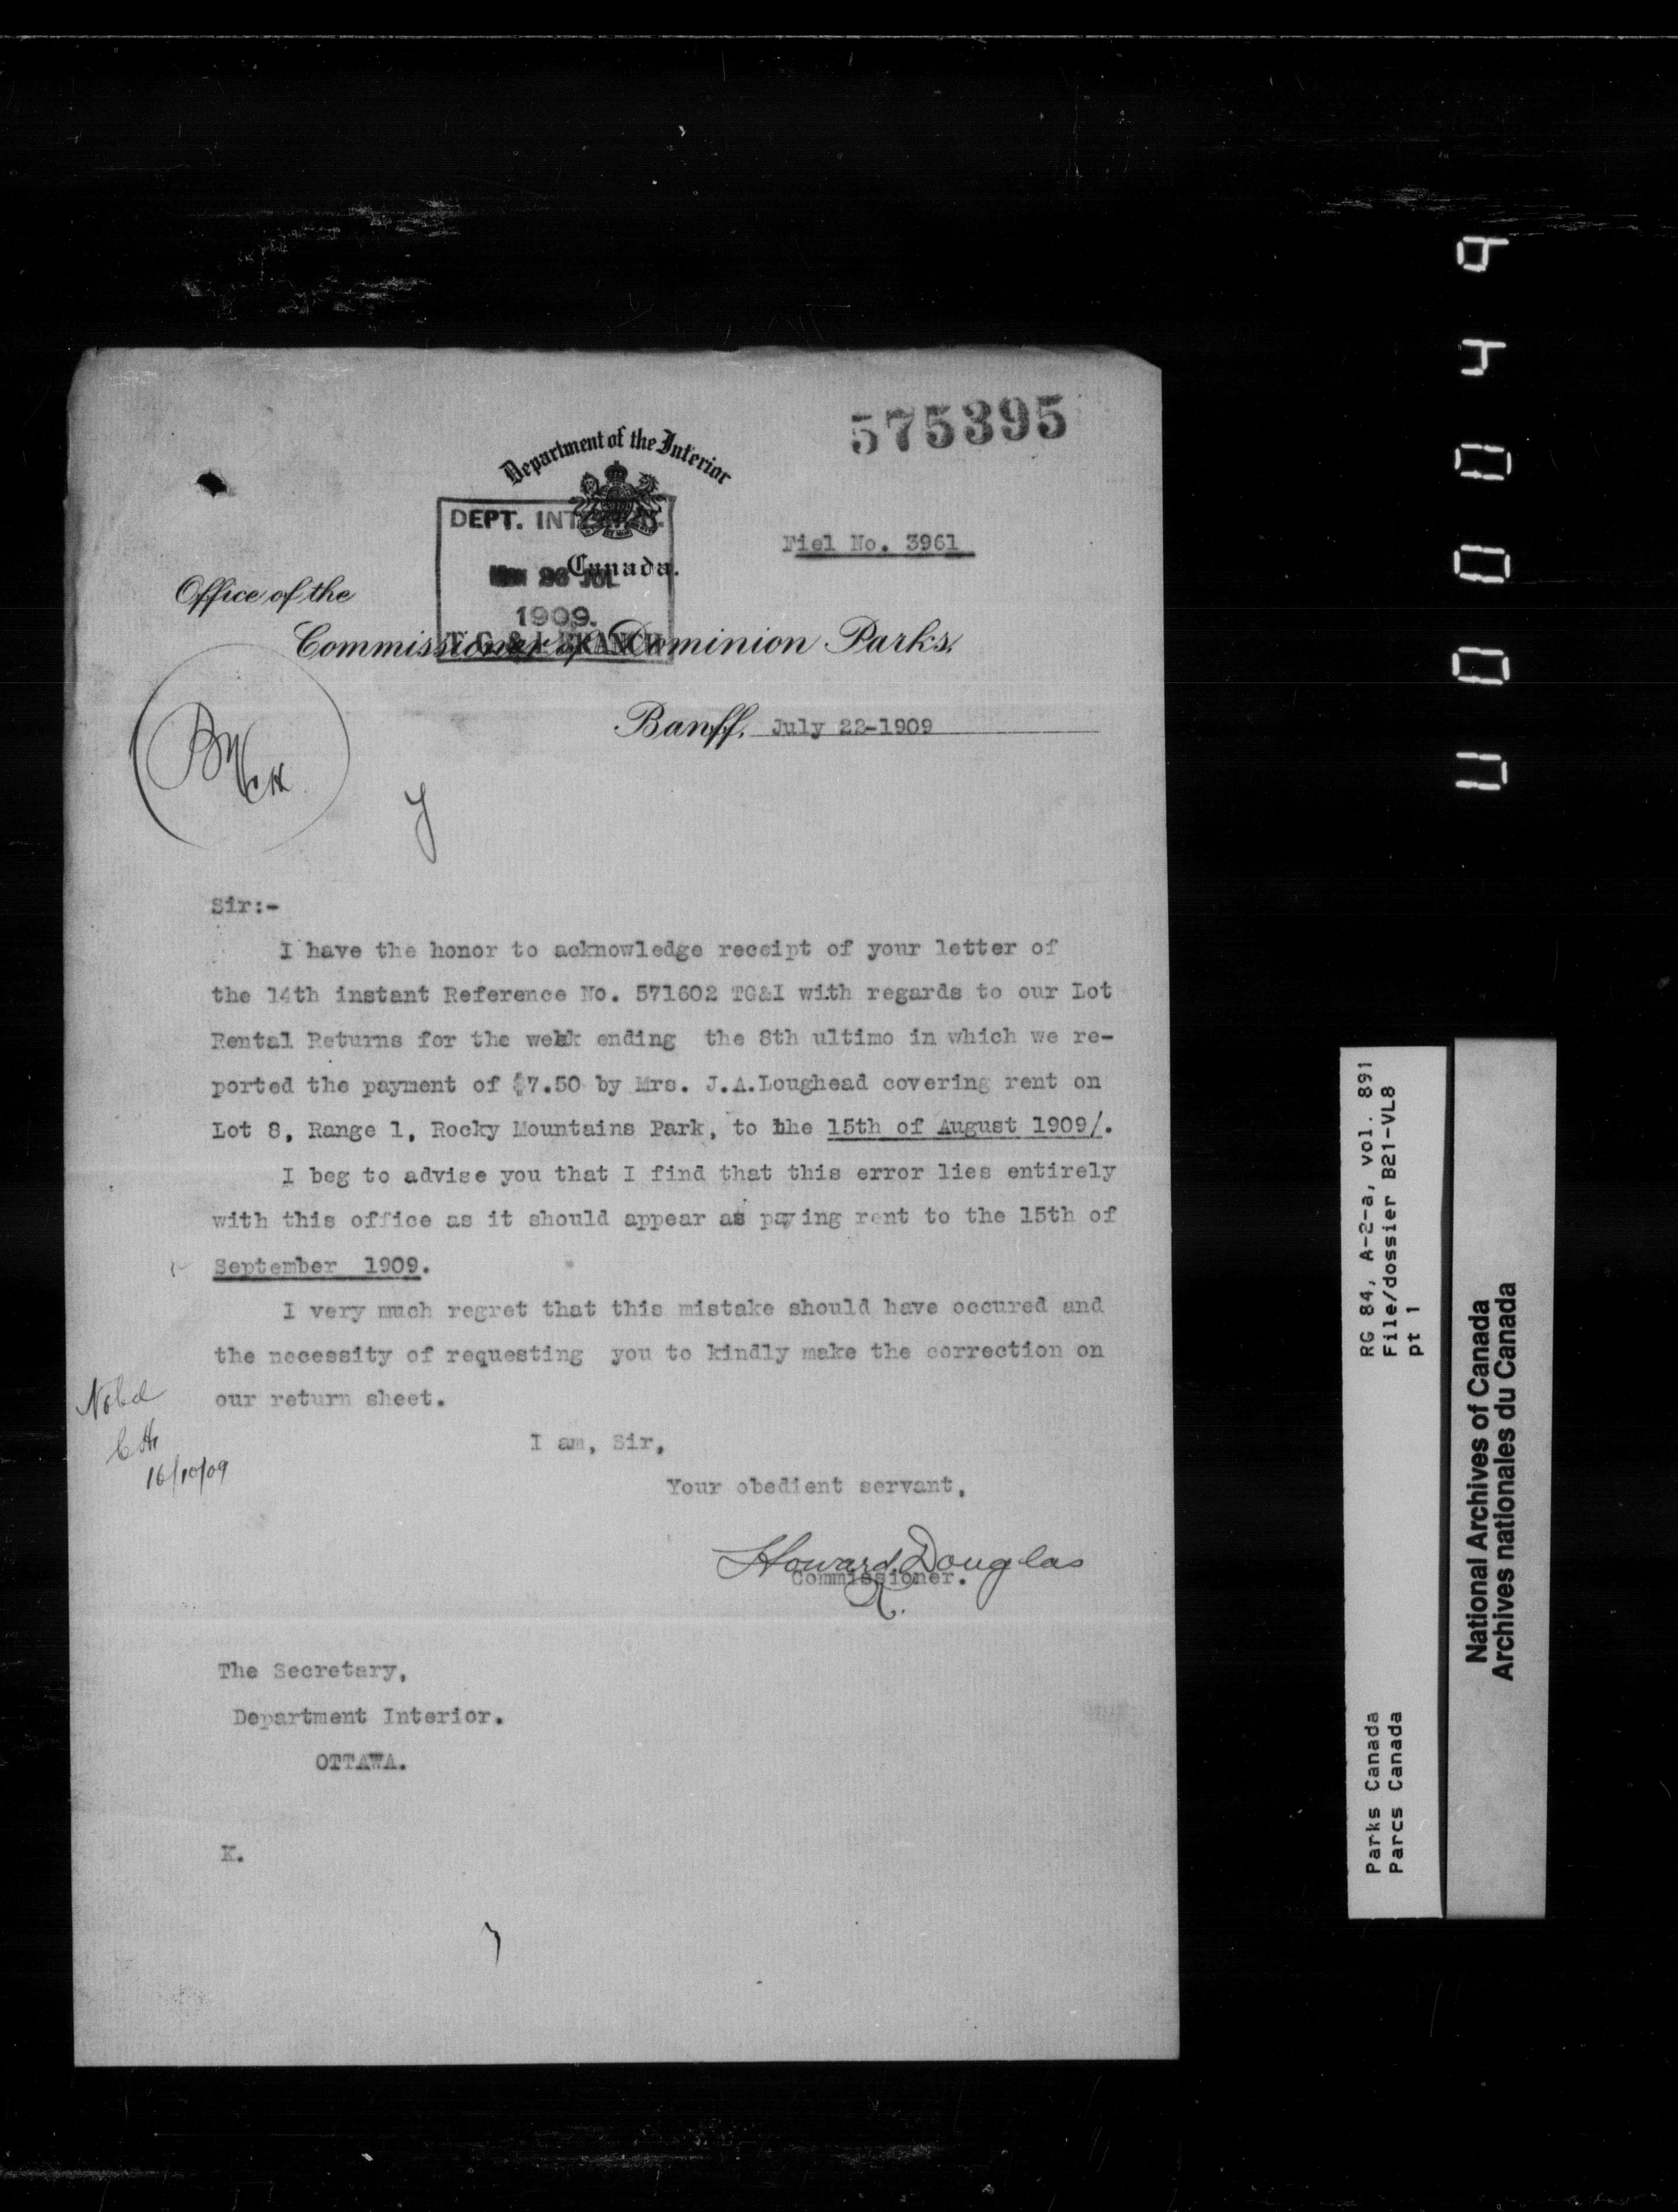 575395
Department of the Interior
DEPT. INTERIOR.
Canada.
26 JUL
1909.
T. G. & I. BRANCH
Fiel No. 3961
Office of the
Commissioner of Dominion Parks.
Banff, July 22-1909
y
Sir:-
I have the honor to acknowledge receipt of your letter of
the 14th instant Reference No. 571602 TG&I with regards to our Lot
Rental Returns for the week ending the 8th ultimo in which we re-
ported the payment of $7.50 by Mrs. J.A.Loughead covering rent on
Lot 8, Range 1, Rocky Mountains Park, to the 15th of August 1909/.
I beg to advise you that I find that this error lies entirely
with this office as it should appear as paying rent to the 15th of
September 1909.
I very much regret that this mistake should have occured and
the necessity of requesting you to kindly make the correction on
our return sheet.
Noted
16/10/09
I am, Sir,
Your obedient servant,
Howard Douglas
Commissioner.
K.
The Secretary,
Department Interior.
OTTAWA.
K.
RG 84, A-2-a, vol. 891
File/dossier B21-VL8
pt 1
Parks Canada
Parcs Canada
National Archives of Canada
Archives nationales du Canada